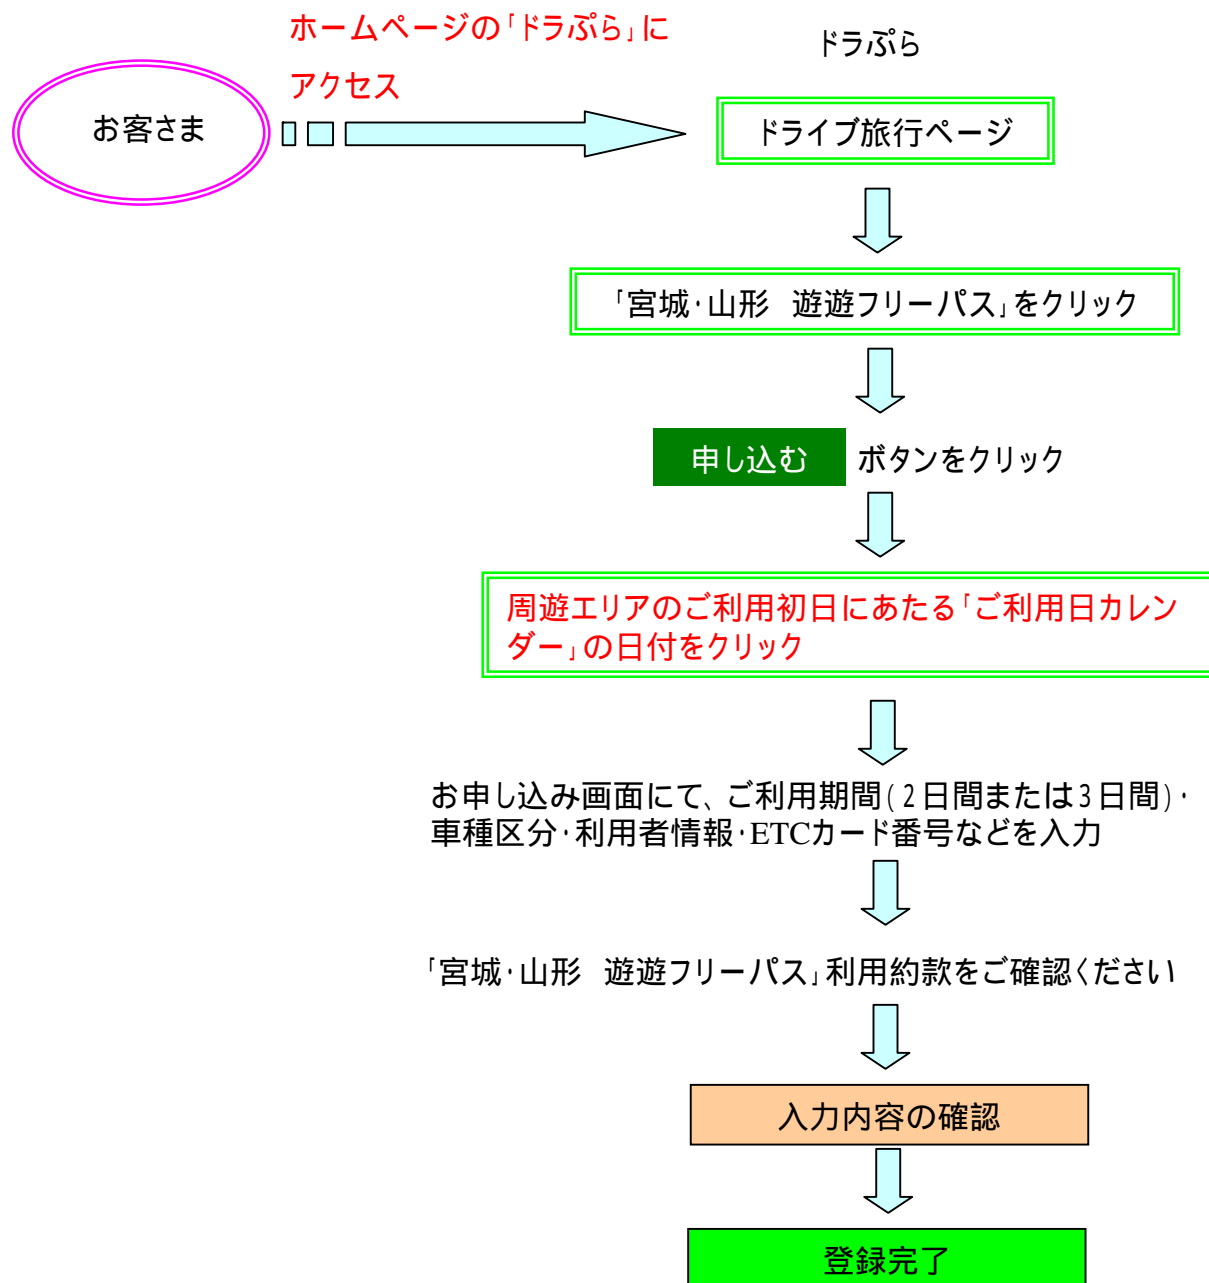 ホームページの「ドラぷら」に
アクセス
ドラぷら
お客さま
ドライブ旅行ページ
「宮城・山形　遊遊フリーパス」をクリック
申し込む　ボタンをクリック
周遊エリアのご利用初日にあたる「ご利用日カレン
ダー」の日付をクリック
お申し込み画面にて、ご利用期間(2日間または3日間)・
車種区分・利用者情報・ETCカード番号などを入力
「宮城・山形　遊遊フリーパス」利用約款をご確認ください
入力内容の確認
登録完了